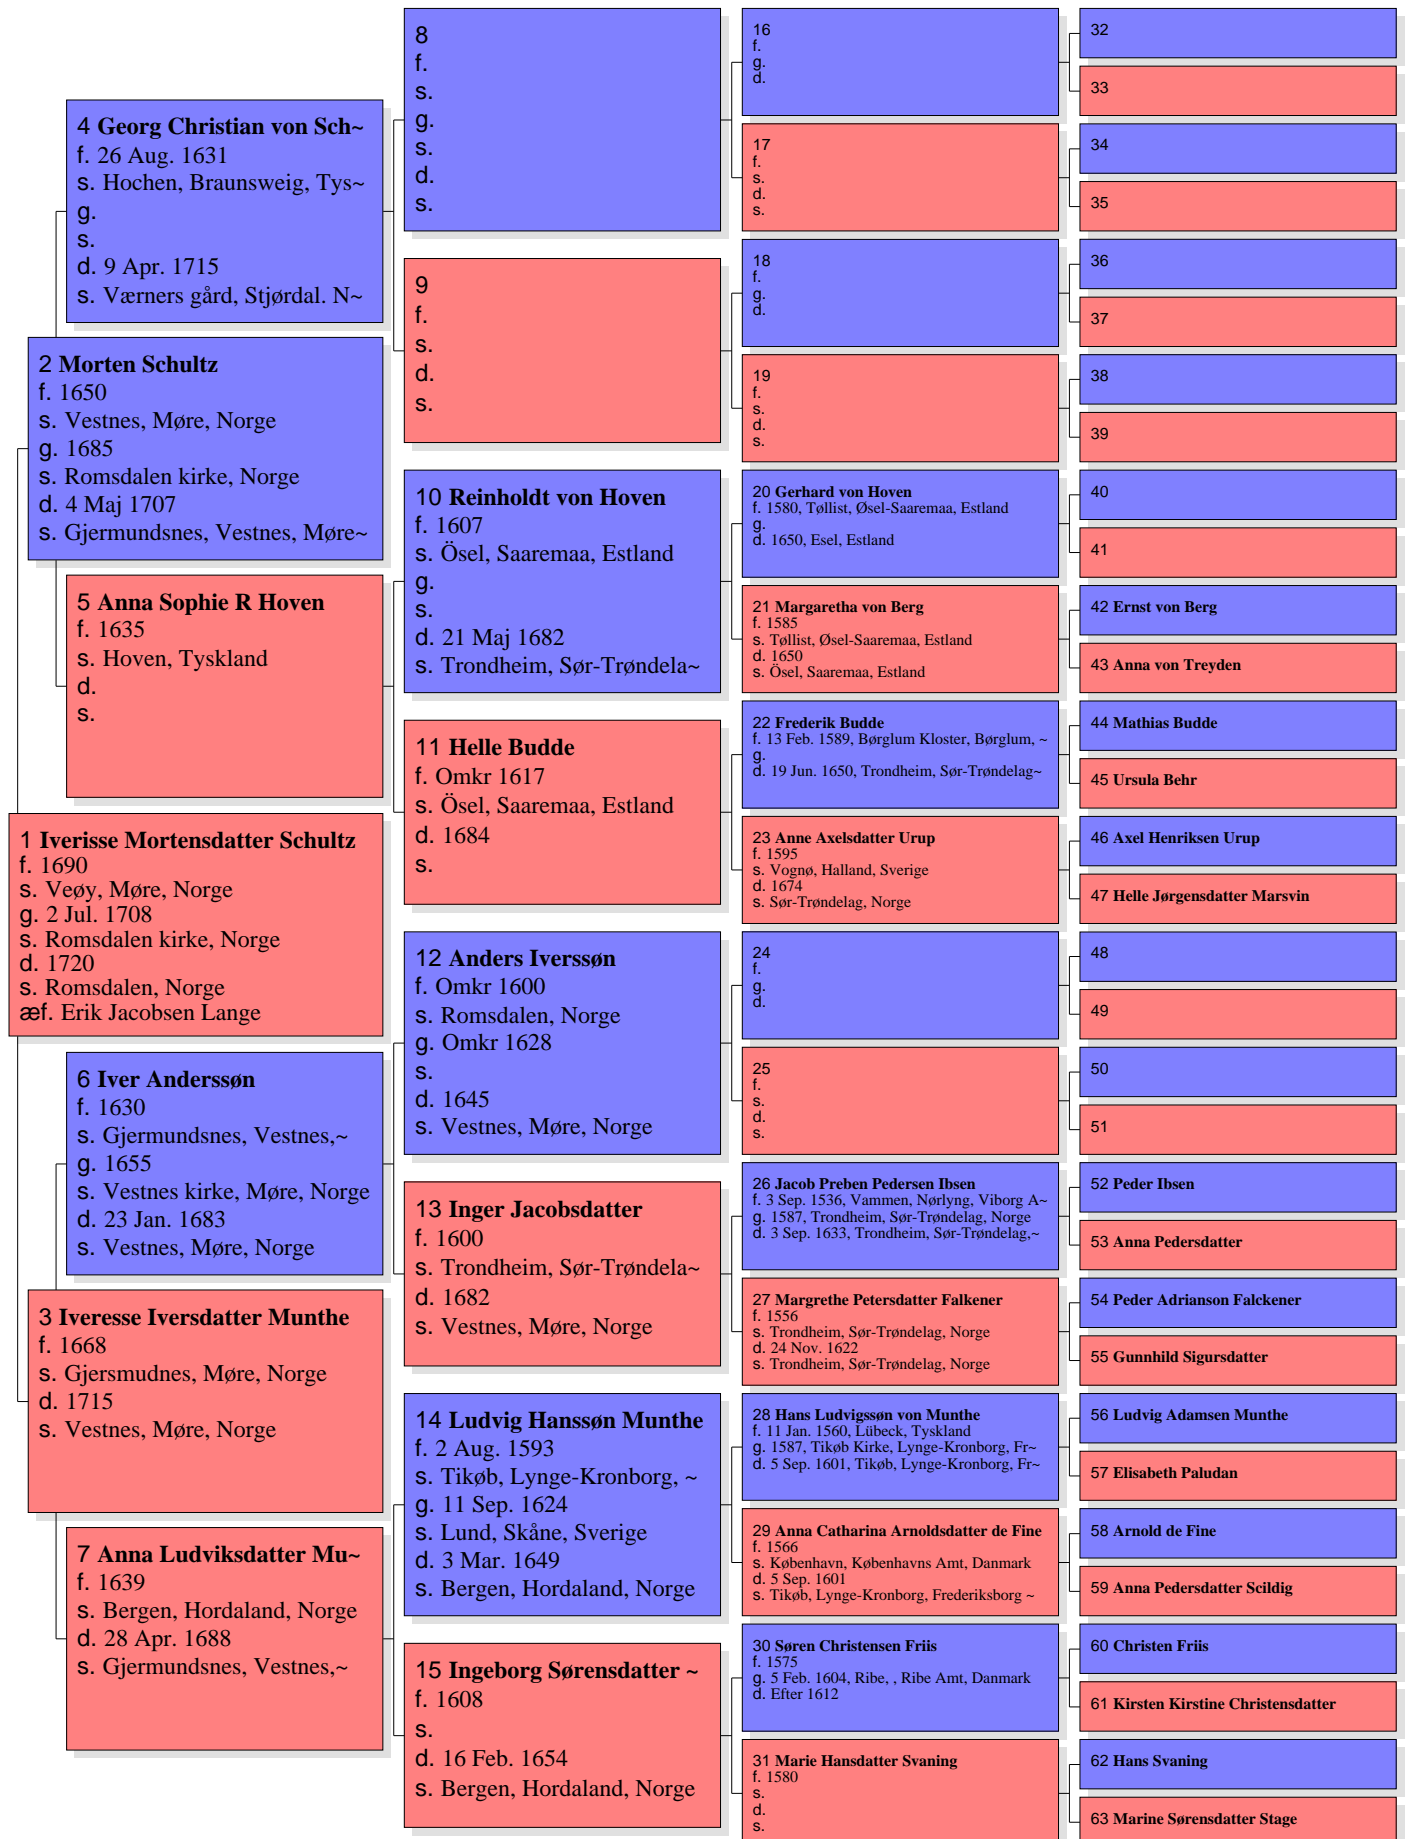 1 Iverisse Mortensdatter Schultz
f. 1690
s. Veøy, Møre, Norge
g. 2 Jul. 1708
s. Romsdalen kirke, Norge
d. 1720
s. Romsdalen, Norge
æf. Erik Jacobsen Lange
2 Morten Schultz
f. 1650
s. Vestnes, Møre, Norge
g. 1685
s. Romsdalen kirke, Norge
d. 4 Maj 1707
s. Gjermundsnes, Vestnes, Møre~
3 Iveresse Iversdatter Munthe
f. 1668
s. Gjersmudnes, Møre, Norge
d. 1715
s. Vestnes, Møre, Norge
4 Georg Christian von Sch~
f. 26 Aug. 1631
s. Hochen, Braunsweig, Tys~
g.
s.
d. 9 Apr. 1715
s. Værners gård, Stjørdal. N~
5 Anna Sophie R Hoven
f. 1635
s. Hoven, Tyskland
d.
s.
6 Iver Anderssøn
f. 1630
s. Gjermundsnes, Vestnes,~
g. 1655
s. Vestnes kirke, Møre, Norge
d. 23 Jan. 1683
s. Vestnes, Møre, Norge
7 Anna Ludviksdatter Mu~
f. 1639
s. Bergen, Hordaland, Norge
d. 28 Apr. 1688
s. Gjermundsnes, Vestnes,~
8
f.
s.
g.
s.
d.
s.
9
f.
s.
d.
s.
10 Reinholdt von Hoven
f. 1607
s. Ösel, Saaremaa, Estland
g.
s.
d. 21 Maj 1682
s. Trondheim, Sør-Trøndela~
11 Helle Budde
f. Omkr 1617
s. Ösel, Saaremaa, Estland
d. 1684
s.
12 Anders Iverssøn
f. Omkr 1600
s. Romsdalen, Norge
g. Omkr 1628
s.
d. 1645
s. Vestnes, Møre, Norge
13 Inger Jacobsdatter
f. 1600
s. Trondheim, Sør-Trøndela~
d. 1682
s. Vestnes, Møre, Norge
14 Ludvig Hanssøn Munthe
f. 2 Aug. 1593
s. Tikøb, Lynge-Kronborg, ~
g. 11 Sep. 1624
s. Lund, Skåne, Sverige
d. 3 Mar. 1649
s. Bergen, Hordaland, Norge
15 Ingeborg Sørensdatter ~
f. 1608
s.
d. 16 Feb. 1654
s. Bergen, Hordaland, Norge
16
f.
g.
d.
17
f.
s.
d.
s.
18
f.
g.
d.
19
f.
s.
d.
s.
20 Gerhard von Hoven
f. 1580, Tøllist, Øsel-Saaremaa, Estland
g.
d. 1650, Esel, Estland
21 Margaretha von Berg
f. 1585
s. Tøllist, Øsel-Saaremaa, Estland
d. 1650
s. Ösel, Saaremaa, Estland
22 Frederik Budde
f. 13 Feb. 1589, Børglum Kloster, Børglum, ~
g.
d. 19 Jun. 1650, Trondheim, Sør-Trøndelag~
23 Anne Axelsdatter Urup
f. 1595
s. Vognø, Halland, Sverige
d. 1674
s. Sør-Trøndelag, Norge
24
f.
g.
d.
25
f.
s.
d.
s.
26 Jacob Preben Pedersen Ibsen
f. 3 Sep. 1536, Vammen, Nørlyng, Viborg A~
g. 1587, Trondheim, Sør-Trøndelag, Norge
d. 3 Sep. 1633, Trondheim, Sør-Trøndelag,~
27 Margrethe Petersdatter Falkener
f. 1556
s. Trondheim, Sør-Trøndelag, Norge
d. 24 Nov. 1622
s. Trondheim, Sør-Trøndelag, Norge
28 Hans Ludvigssøn von Munthe
f. 11 Jan. 1560, Lübeck, Tyskland
g. 1587, Tikøb Kirke, Lynge-Kronborg, Fr~
d. 5 Sep. 1601, Tikøb, Lynge-Kronborg, Fr~
29 Anna Catharina Arnoldsdatter de Fine
f. 1566
s. København, Københavns Amt, Danmark
d. 5 Sep. 1601
s. Tikøb, Lynge-Kronborg, Frederiksborg ~
30 Søren Christensen Friis
f. 1575
g. 5 Feb. 1604, Ribe, , Ribe Amt, Danmark
d. Efter 1612
31 Marie Hansdatter Svaning
f. 1580
s.
d.
s.
32
33
34
35
36
37
38
39
40
41
42 Ernst von Berg
43 Anna von Treyden
44 Mathias Budde
45 Ursula Behr
46 Axel Henriksen Urup
47 Helle Jørgensdatter Marsvin
48
49
50
51
52 Peder Ibsen
53 Anna Pedersdatter
54 Peder Adrianson Falckener
55 Gunnhild Sigursdatter
56 Ludvig Adamsen Munthe
57 Elisabeth Paludan
58 Arnold de Fine
59 Anna Pedersdatter Scildig
60 Christen Friis
61 Kirsten Kirstine Christensdatter
62 Hans Svaning
63 Marine Sørensdatter Stage